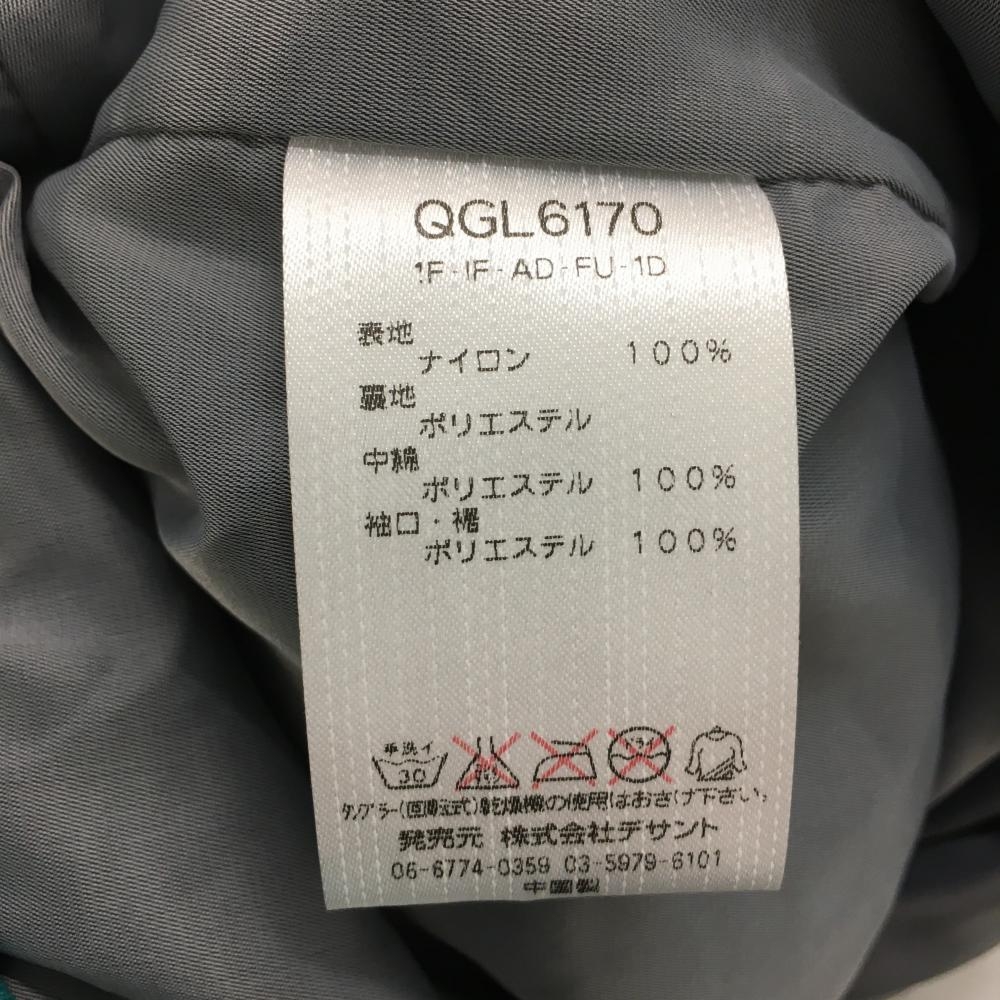 QGL6170
1F-IF-AD-FU-1D
表地
ナイロン 100%
裏地
ポリエステル
中綿
ポリエステル 100%
袖口・裾
ポリエステル 100%
手洗イ
30
ドライ
タンブラー(回転式)乾燥機の使用はおさけ下さい。
発売元 株式会社デサント
06-6774-0359 03-5979-6101
中国製